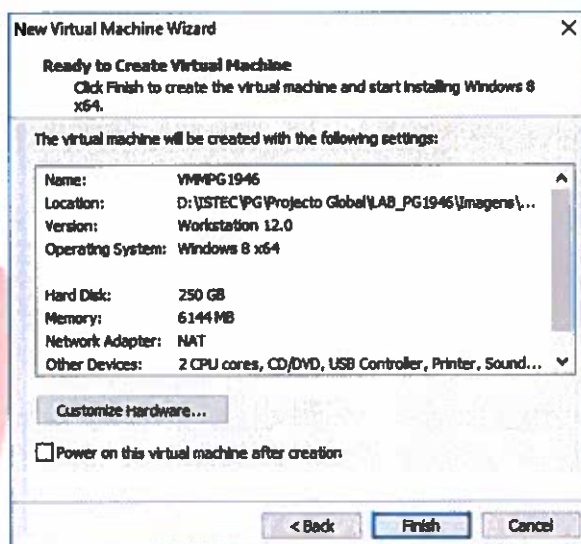 New Virtual Machine Wizard
Ready to Create Virtual Machine
Click Finish to create the virtual machine and start installing Windows 8
x64.
The virtual machine will be created with the following settings:
Name: VMMPG1946
Location: D:\ISTEC\PG\Projecto Global\LAB_PG1946\Imagens\...
Version: Workstation 12.0
Operating System: Windows 8 x64
Hard Disk: 250 GB
Memory: 6144 MB
Network Adapter: NAT
Other Devices: 2 CPU cores, CD/DVD, USB Controller, Printer, Sound...
Customize Hardware...
Power on this virtual machine after creation
< Back Finish Cancel